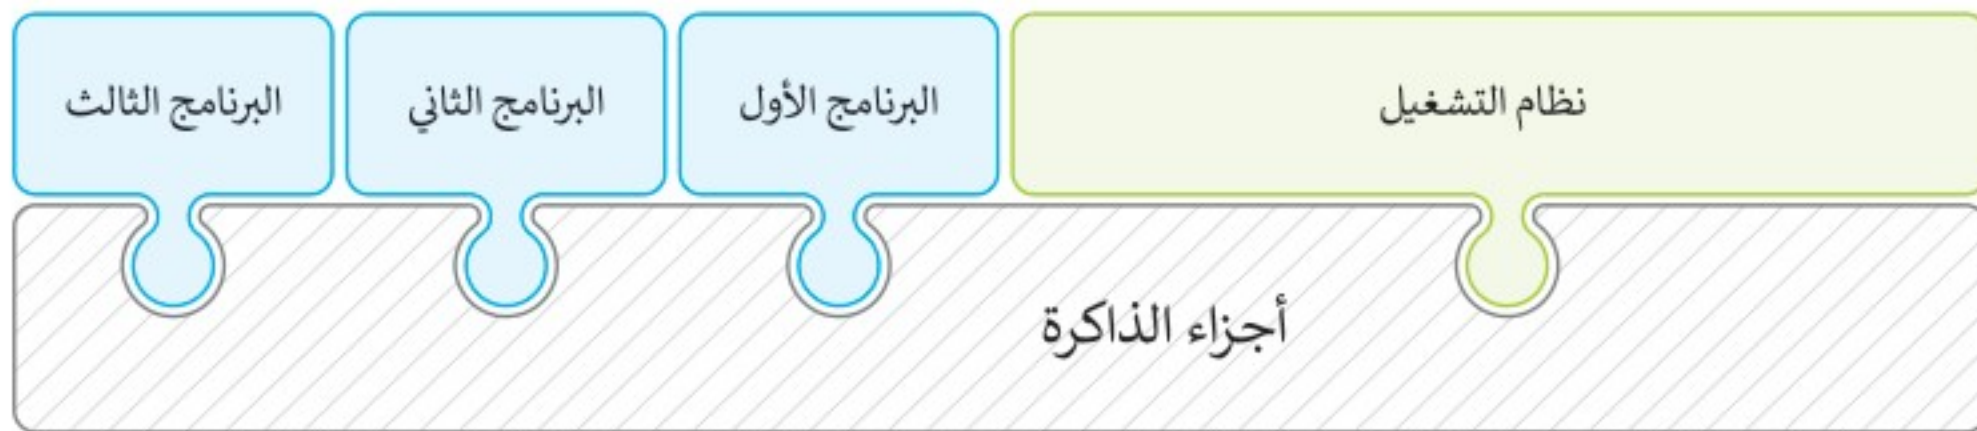 نظام التشغيل
البرنامج الأول
البرنامج الثاني
البرنامج الثالث
أجزاء الذاكرة